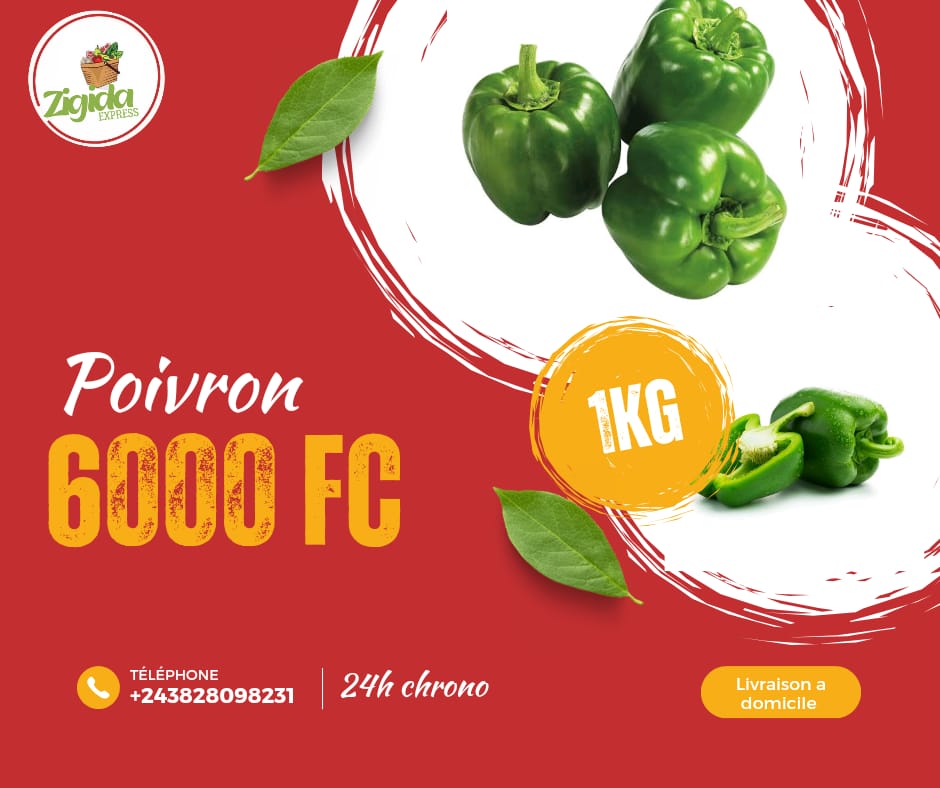 Zigida
EXPRESS
Poivron
6000 FC
1KG
TÉLÉPHONE
+243828098231
24h chrono
Livraison a
domicile